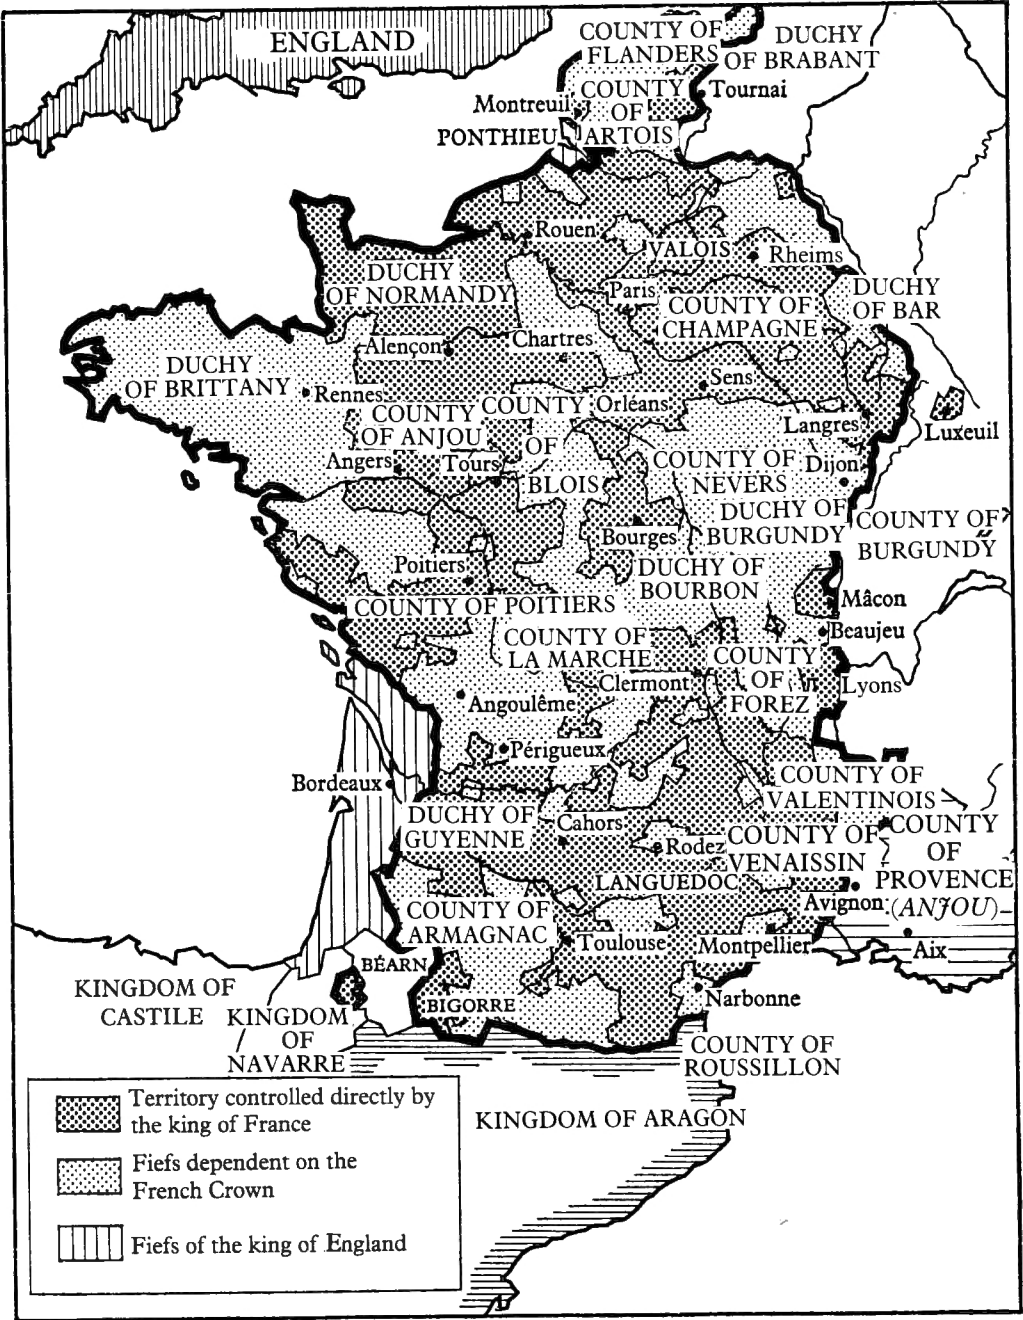 ENGLAND
COUNTY OF
FLANDERS
DUCHY
OF BRABANT
COUNTY
OF
ARTOIS
Tournai
Montreuil
PONTHIEU
Rouen
VALOIS
Rheims
DUCHY
OF NORMANDY
Paris
COUNTY OF
CHAMPAGNE
DUCHY
OF BAR
Alençon
Chartres
DUCHY
OF BRITTANY
Rennes
Sens
COUNTY
OF ANJOU
COUNTY
OF
BLOIS
Orléans
Langres
Luxeuil
Angers
Tours
COUNTY OF
NEVERS
Dijon
DUCHY OF
BURGUNDY
COUNTY OF
BURGUNDY
Bourges
Poitiers
DUCHY OF
BOURBON
COUNTY OF POITIERS
Mâcon
Beaujeu
COUNTY OF
LA MARCHE
COUNTY
OF
FOREZ
Clermont
Lyons
Angoulême
Périgueux
Bordeaux
COUNTY OF
VALENTINOIS
DUCHY OF
GUYENNE
Cahors
Rodez
COUNTY OF
VENAISSIN
COUNTY
OF
PROVENCE
(ANJOU)
LANGUEDOC
Avignon
COUNTY OF
ARMAGNAC
Toulouse
Montpellier
Aix
BÉARN
BIGORRE
Narbonne
KINGDOM OF
CASTILE
KINGDOM
OF
NAVARRE
COUNTY OF
ROUSSILLON
KINGDOM OF ARAGON
Territory controlled directly by
the king of France
Fiefs dependent on the
French Crown
Fiefs of the king of England